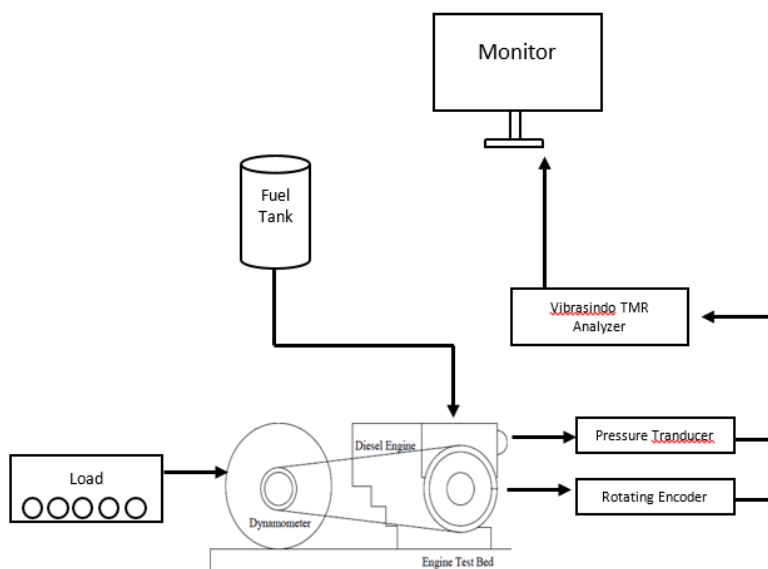 Monitor
Fuel
Tank
Vibrasindo TMR
Analyzer
Diesel Engine
Pressure Tranducer
Load
Rotating Encoder
Dynamometer
Engine Test Bed